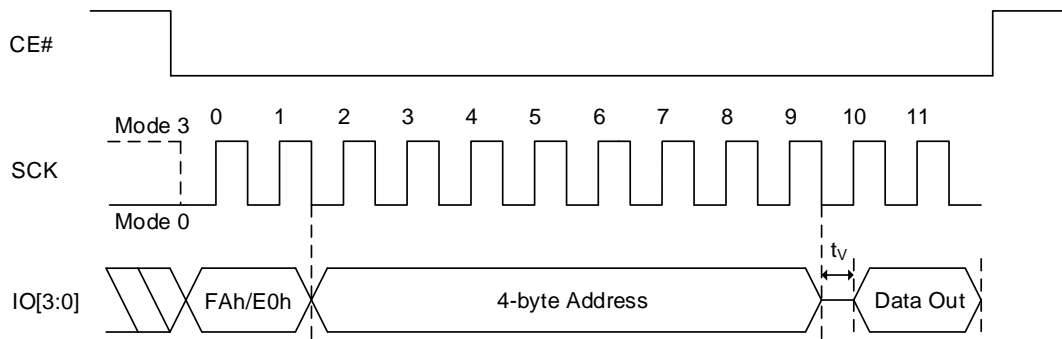 CE#
0 1 2 3 4 5 6 7 8 9 10 11
Mode 3
SCK
Mode 0
tV
IO[3:0]
FAh/E0h
4-byte Address
Data Out